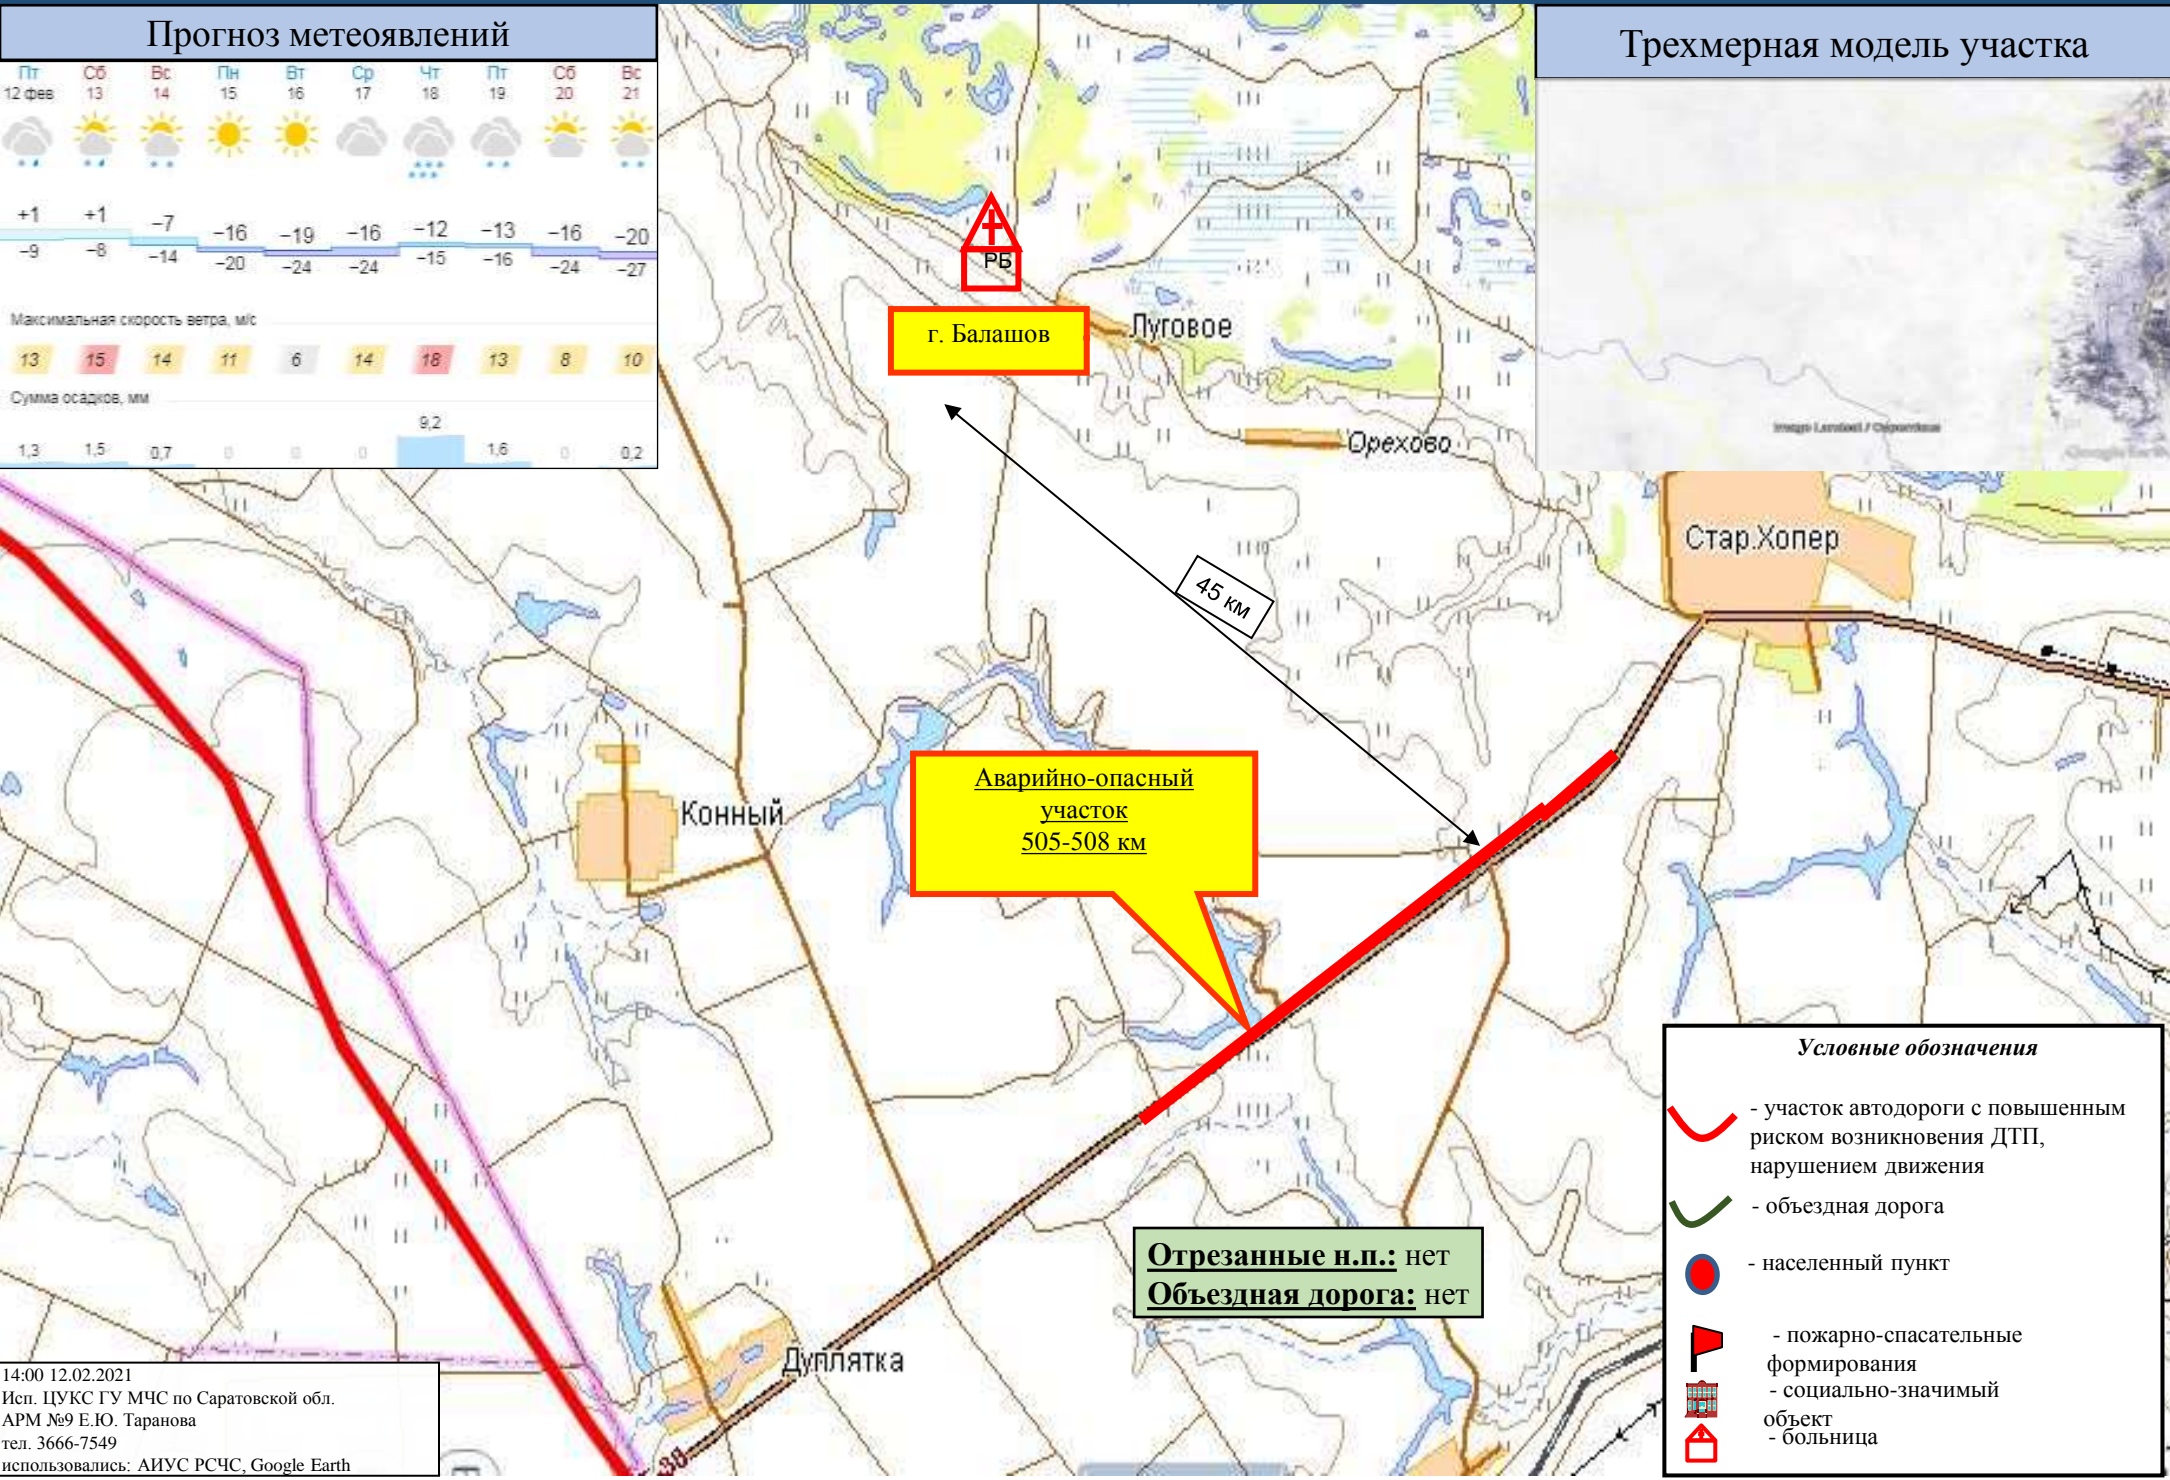 Прогноз метеоявлений
Пт Сб Вс Пн Вт Ср Чт Пт Сб Вс
12 фев 13 14 15 16 17 18 19 20 21
+1 +1 −7 −16 −19 −16 −12 −13 −16 −20
−9 −8 −14 −20 −24 −24 −15 −16 −24 −27
Максимальная скорость ветра, м/с
13 15 14 11 6 14 18 13 8 10
Сумма осадков, мм
1,3 1,5 0,7 0 0 0 9,2 1,6 0 0,2
Трехмерная модель участка
Image Landsat / Copernicus
Google Earth
РБ
г. Балашов
Луговое
Орехово
Стар.Хопер
45 км
Конный
Аварийно-опасный
участок
505-508 км
Дуплятка
Отрезанные н.п.: нет
Объездная дорога: нет
Условные обозначения
- участок автодороги с повышенным
риском возникновения ДТП,
нарушением движения
- объездная дорога
- населенный пункт
- пожарно-спасательные
формирования
- социально-значимый
объект
- больница
14:00 12.02.2021
Исп. ЦУКС ГУ МЧС по Саратовской обл.
АРМ №9 Е.Ю. Таранова
тел. 3666-7549
использовались: АИУС РСЧС, Google Earth